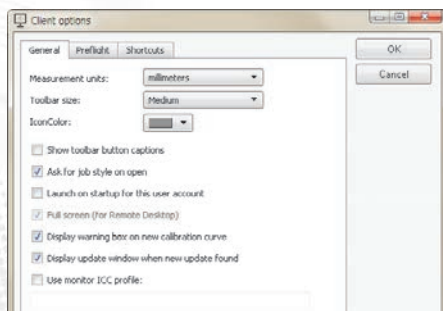 Client options
General Preflight Shortcuts
OK
Cancel
Measurement units: millimeters
Toolbar size: Medium
IconColor:
Show toolbar button captions
Ask for job style on open
Launch on startup for this user account
Full screen (for Remote Desktop)
Display warning box on new calibration curve
Display update window when new update found
Use monitor ICC profile: